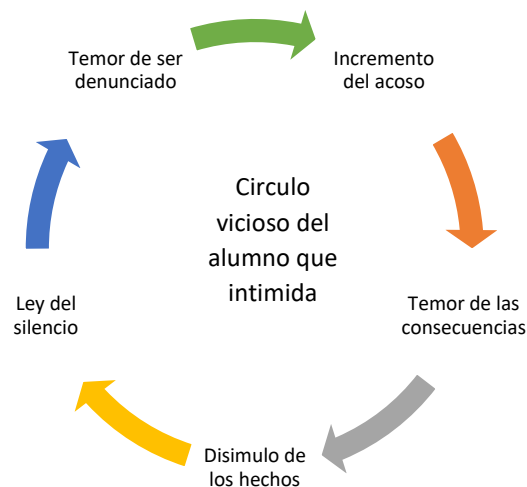 Temor de ser
denunciado
Incremento
del acoso
Circulo
vicioso del
alumno que
intimida
Ley del
silencio
Temor de las
consecuencias
Disimulo de
los hechos